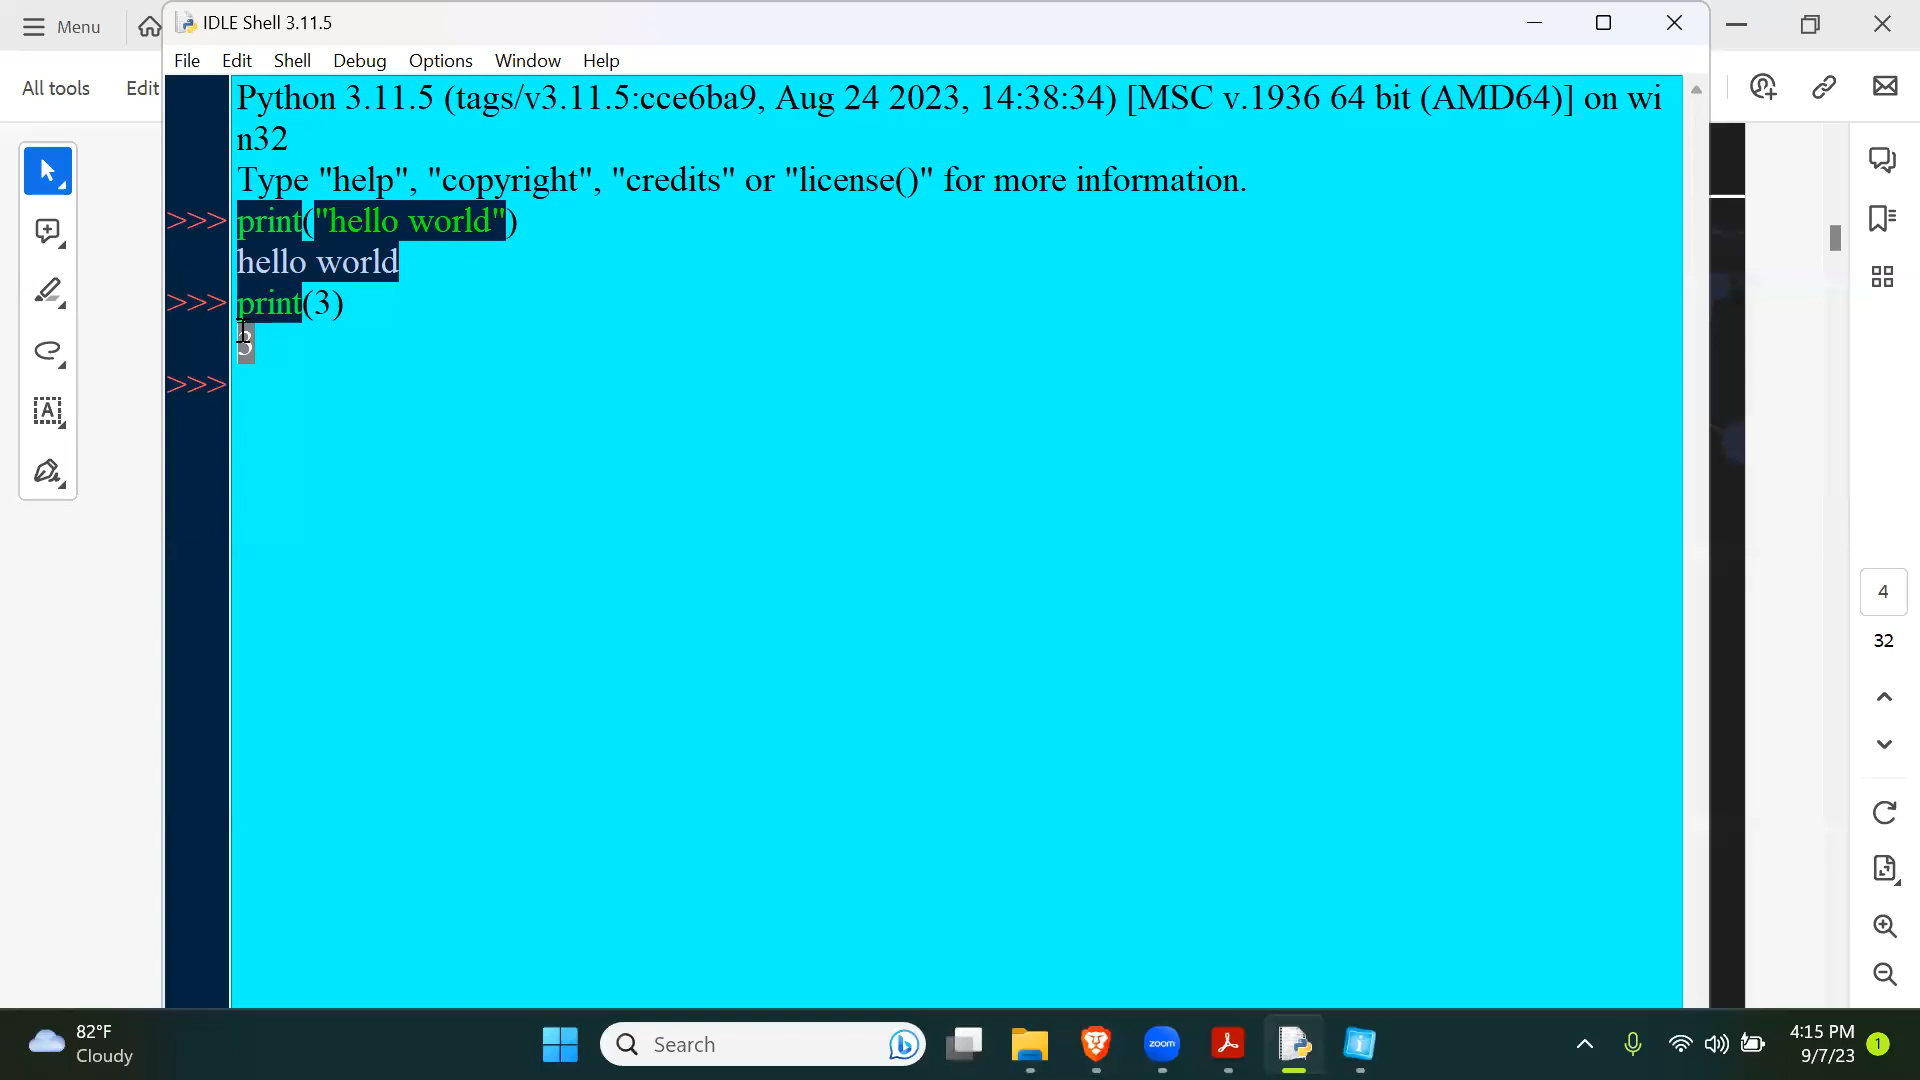 Menu
IDLE Shell 3.11.5
File Edit Shell Debug Options Window Help
All tools Edit
Python 3.11.5 (tags/v3.11.5:cce6ba9, Aug 24 2023, 14:38:34) [MSC v.1936 64 bit (AMD64)] on wi
n32
Type "help", "copyright", "credits" or "license()" for more information.
>>> print("hello world")
hello world
>>> print(3)
3
>>>
4
32
82°F
Cloudy
Search
zoom
4:15 PM
9/7/23
1